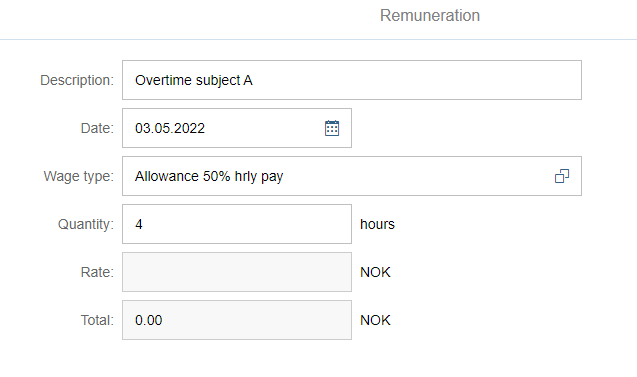 Remuneration
Description: Overtime subject A
Date: 03.05.2022
Wage type: Allowance 50% hrly pay
Quantity: 4 hours
Rate: NOK
Total: 0.00 NOK